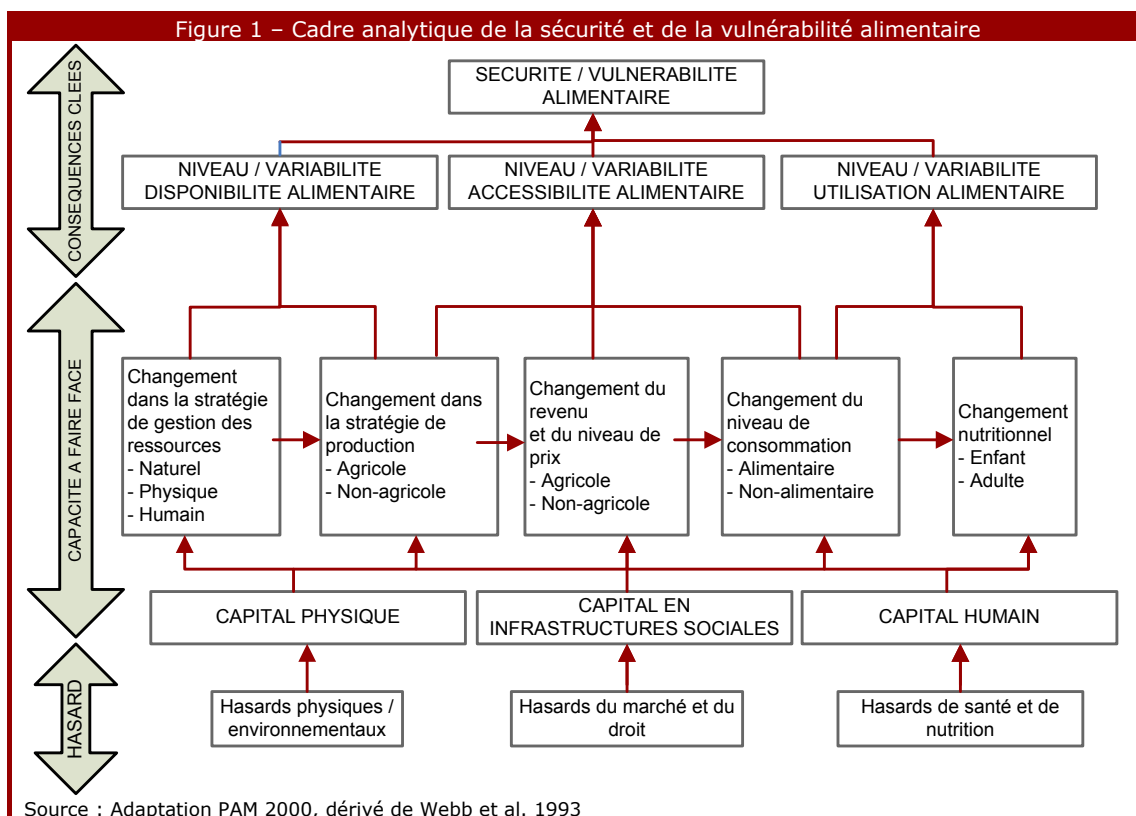 Figure 1 – Cadre analytique de la sécurité et de la vulnérabilité alimentaire
CONSEQUENCES CLEES
SECURITE / VULNERABILITE
ALIMENTAIRE
NIVEAU / VARIABILITE
DISPONIBILITE ALIMENTAIRE
NIVEAU / VARIABILITE
ACCESSIBILITE ALIMENTAIRE
NIVEAU / VARIABILITE
UTILISATION ALIMENTAIRE
CAPACITE A FAIRE FACE
Changement
dans la stratégie
de gestion des
ressources
- Naturel
- Physique
- Humain
Changement dans
la stratégie de
production
- Agricole
- Non-agricole
Changement du
revenu
et du niveau de
prix
- Agricole
- Non-agricole
Changement du
niveau de
consommation
- Alimentaire
- Non-alimentaire
Changement
nutritionnel
- Enfant
- Adulte
CAPITAL PHYSIQUE
CAPITAL EN
INFRASTRUCTURES SOCIALES
CAPITAL HUMAIN
HASARD
Hasards physiques /
environnementaux
Hasards du marché et du
droit
Hasards de santé et de
nutrition
Source : Adaptation PAM 2000, dérivé de Webb et al. 1993